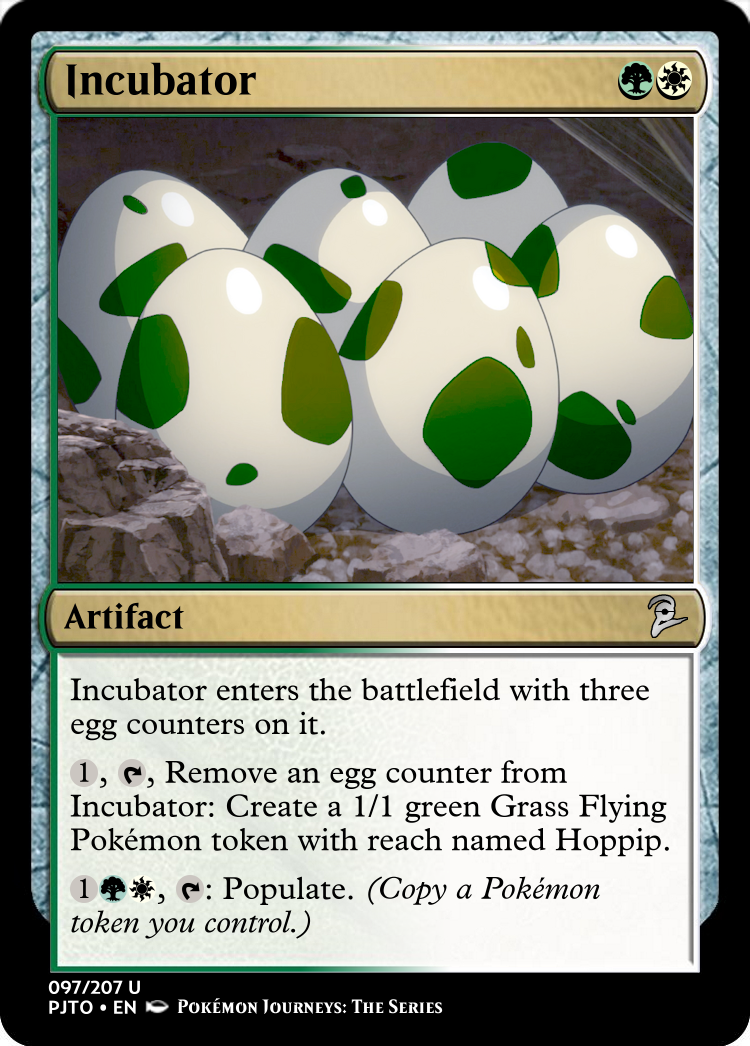 Incubator
Artifact
Incubator enters the battlefield with three
egg counters on it.
1, , Remove an egg counter from
Incubator: Create a 1/1 green Grass Flying
Pokémon token with reach named Hoppip.
1, : Populate. (Copy a Pokémon
token you control.)
097/207 U
PJTO • EN Pokémon Journeys: The Series